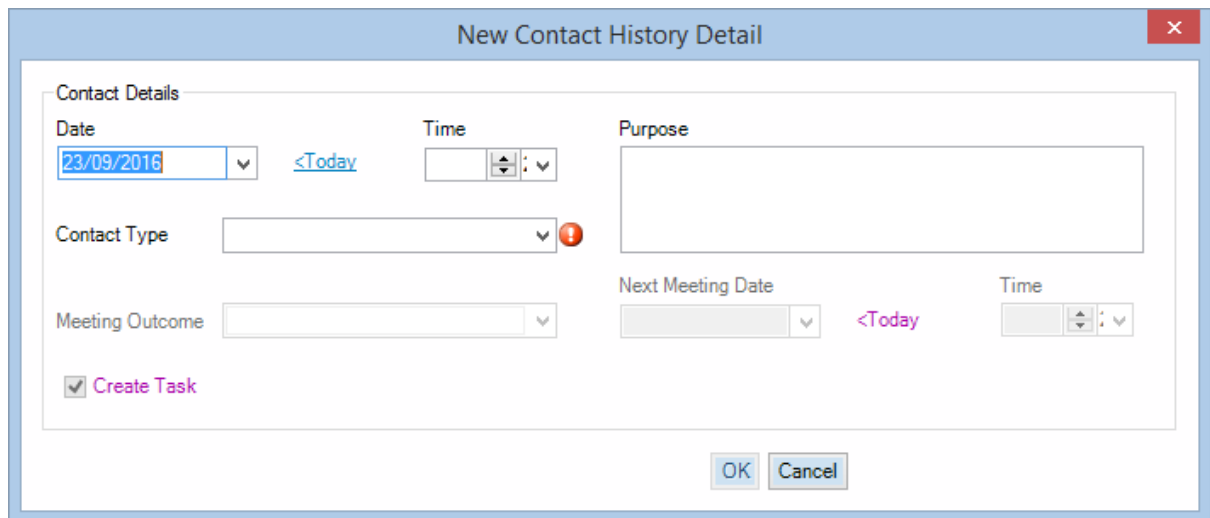 New Contact History Detail
Contact Details
Date
Time
Purpose
23/09/2016
<Today
Contact Type
Next Meeting Date
Time
Meeting Outcome
<Today
Create Task
OK
Cancel